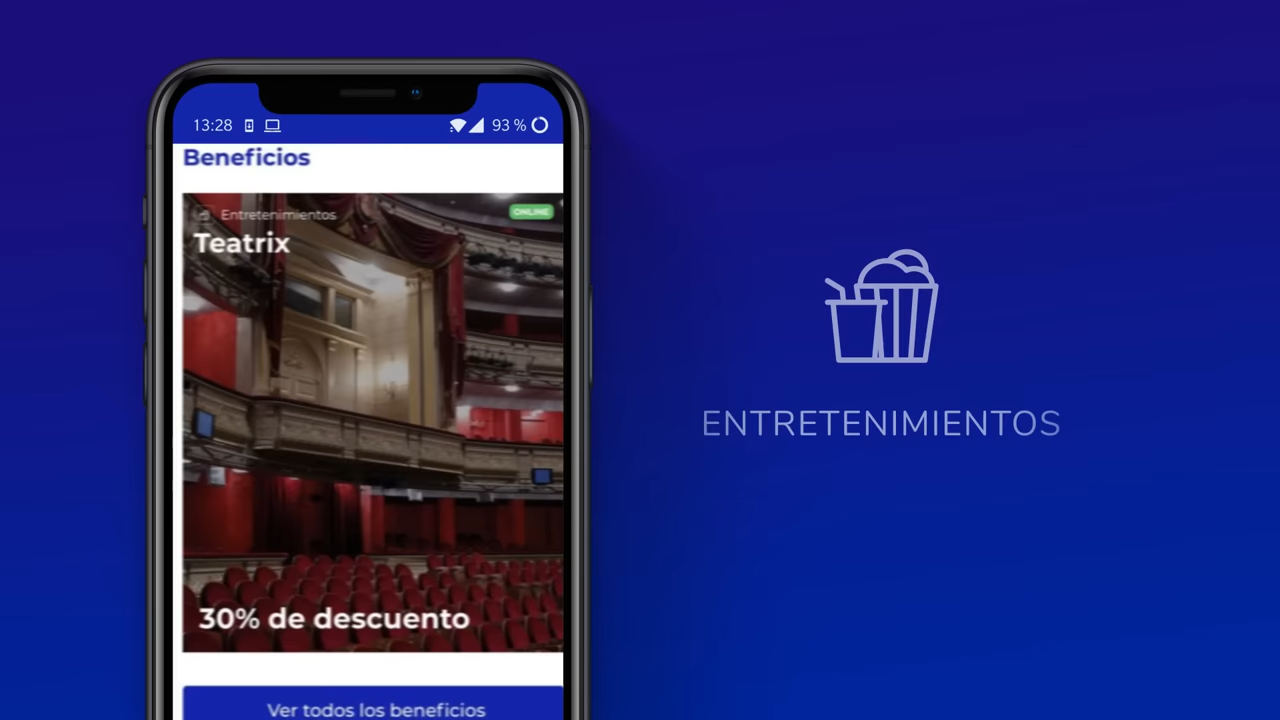 13:28
93 %
Beneficios
Entretenimientos
ONLINE
Teatrix
30% de descuento
Ver todos los beneficios
ENTRETENIMIENTOS